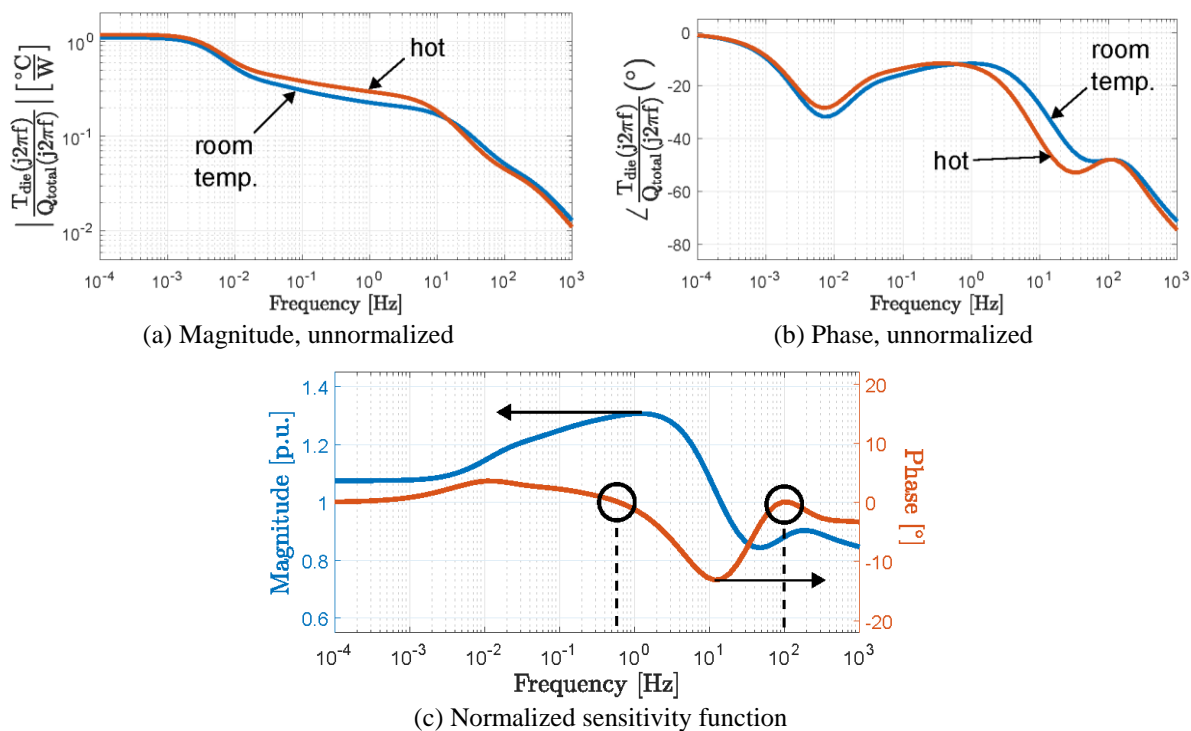 |T_die(j2πf)/Q_total(j2πf)| [°C/W]
10^0
10^-1
10^-2
hot
room
temp.
10^-4 10^-3 10^-2 10^-1 10^0 10^1 10^2 10^3
Frequency [Hz]
(a) Magnitude, unnormalized
∠ T_die(j2πf)/Q_total(j2πf) (°)
0
-20
-40
-60
-80
room
temp.
hot
10^-4 10^-3 10^-2 10^-1 10^0 10^1 10^2 10^3
Frequency [Hz]
(b) Phase, unnormalized
Magnitude [p.u.]
1.4
1.2
1
0.8
0.6
20
10
0
-10
-20
Phase [°]
10^-4 10^-3 10^-2 10^-1 10^0 10^1 10^2 10^3
Frequency [Hz]
(c) Normalized sensitivity function